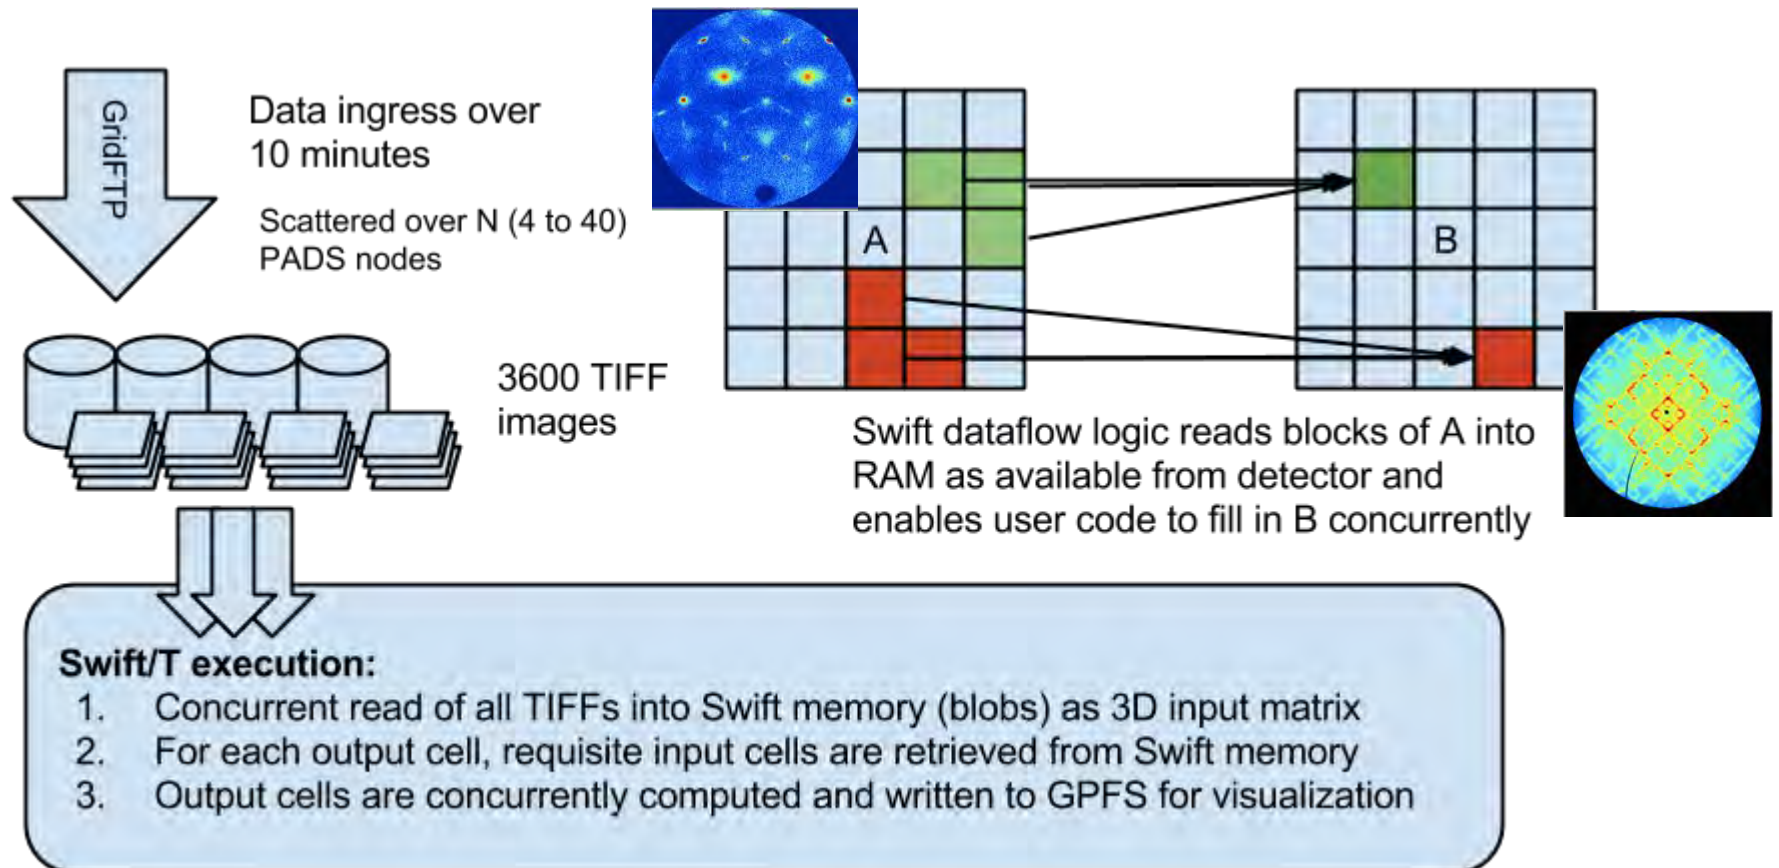 GridFTP
Data ingress over
10 minutes
Scattered over N (4 to 40)
PADS nodes
3600 TIFF
images
A
B
Swift dataflow logic reads blocks of A into
RAM as available from detector and
enables user code to fill in B concurrently
Swift/T execution:
1. Concurrent read of all TIFFs into Swift memory (blobs) as 3D input matrix
2. For each output cell, requisite input cells are retrieved from Swift memory
3. Output cells are concurrently computed and written to GPFS for visualization